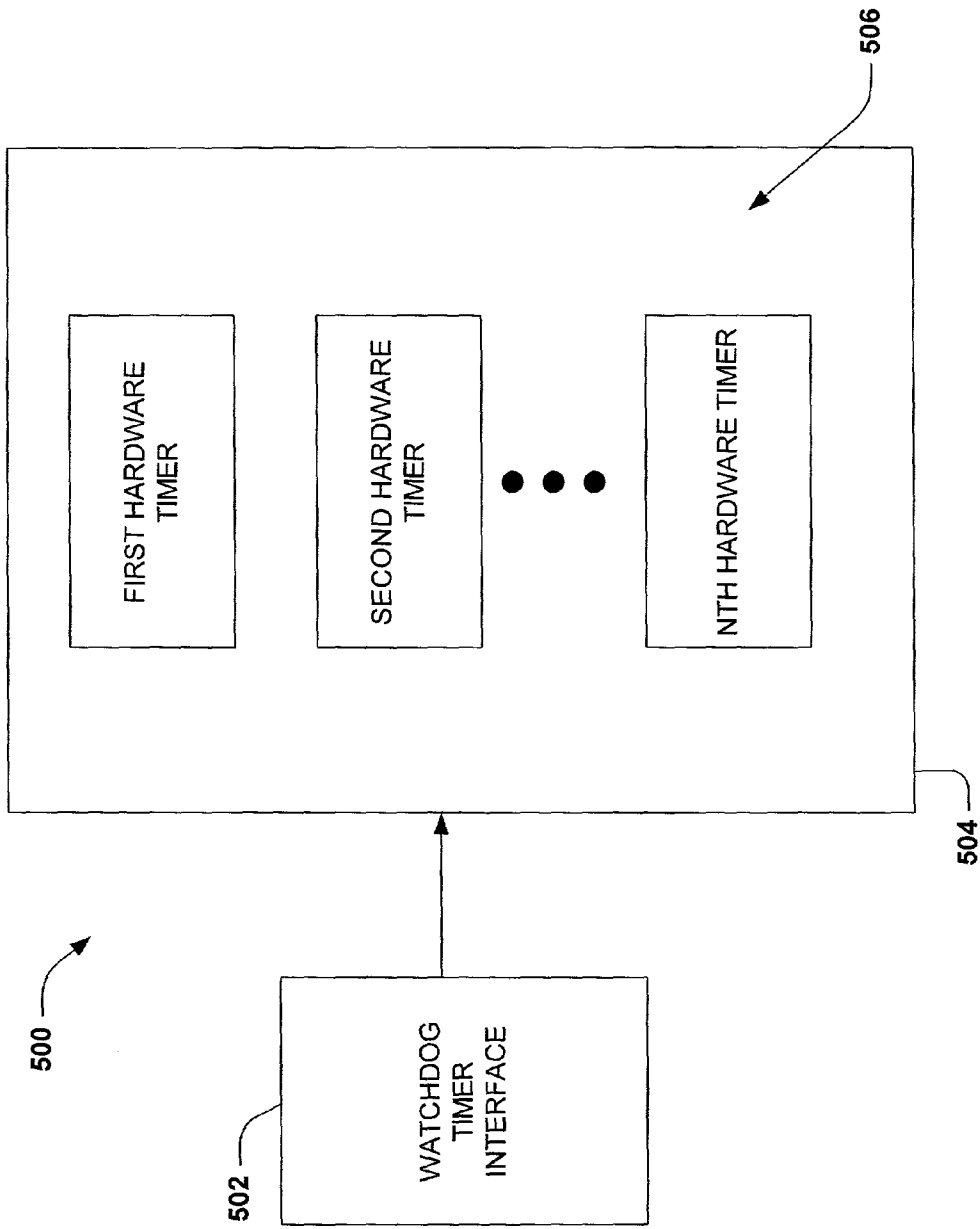 500
502
WATCHDOG
TIMER
INTERFACE
504
506
FIRST HARDWARE
TIMER
SECOND HARDWARE
TIMER
NTH HARDWARE TIMER